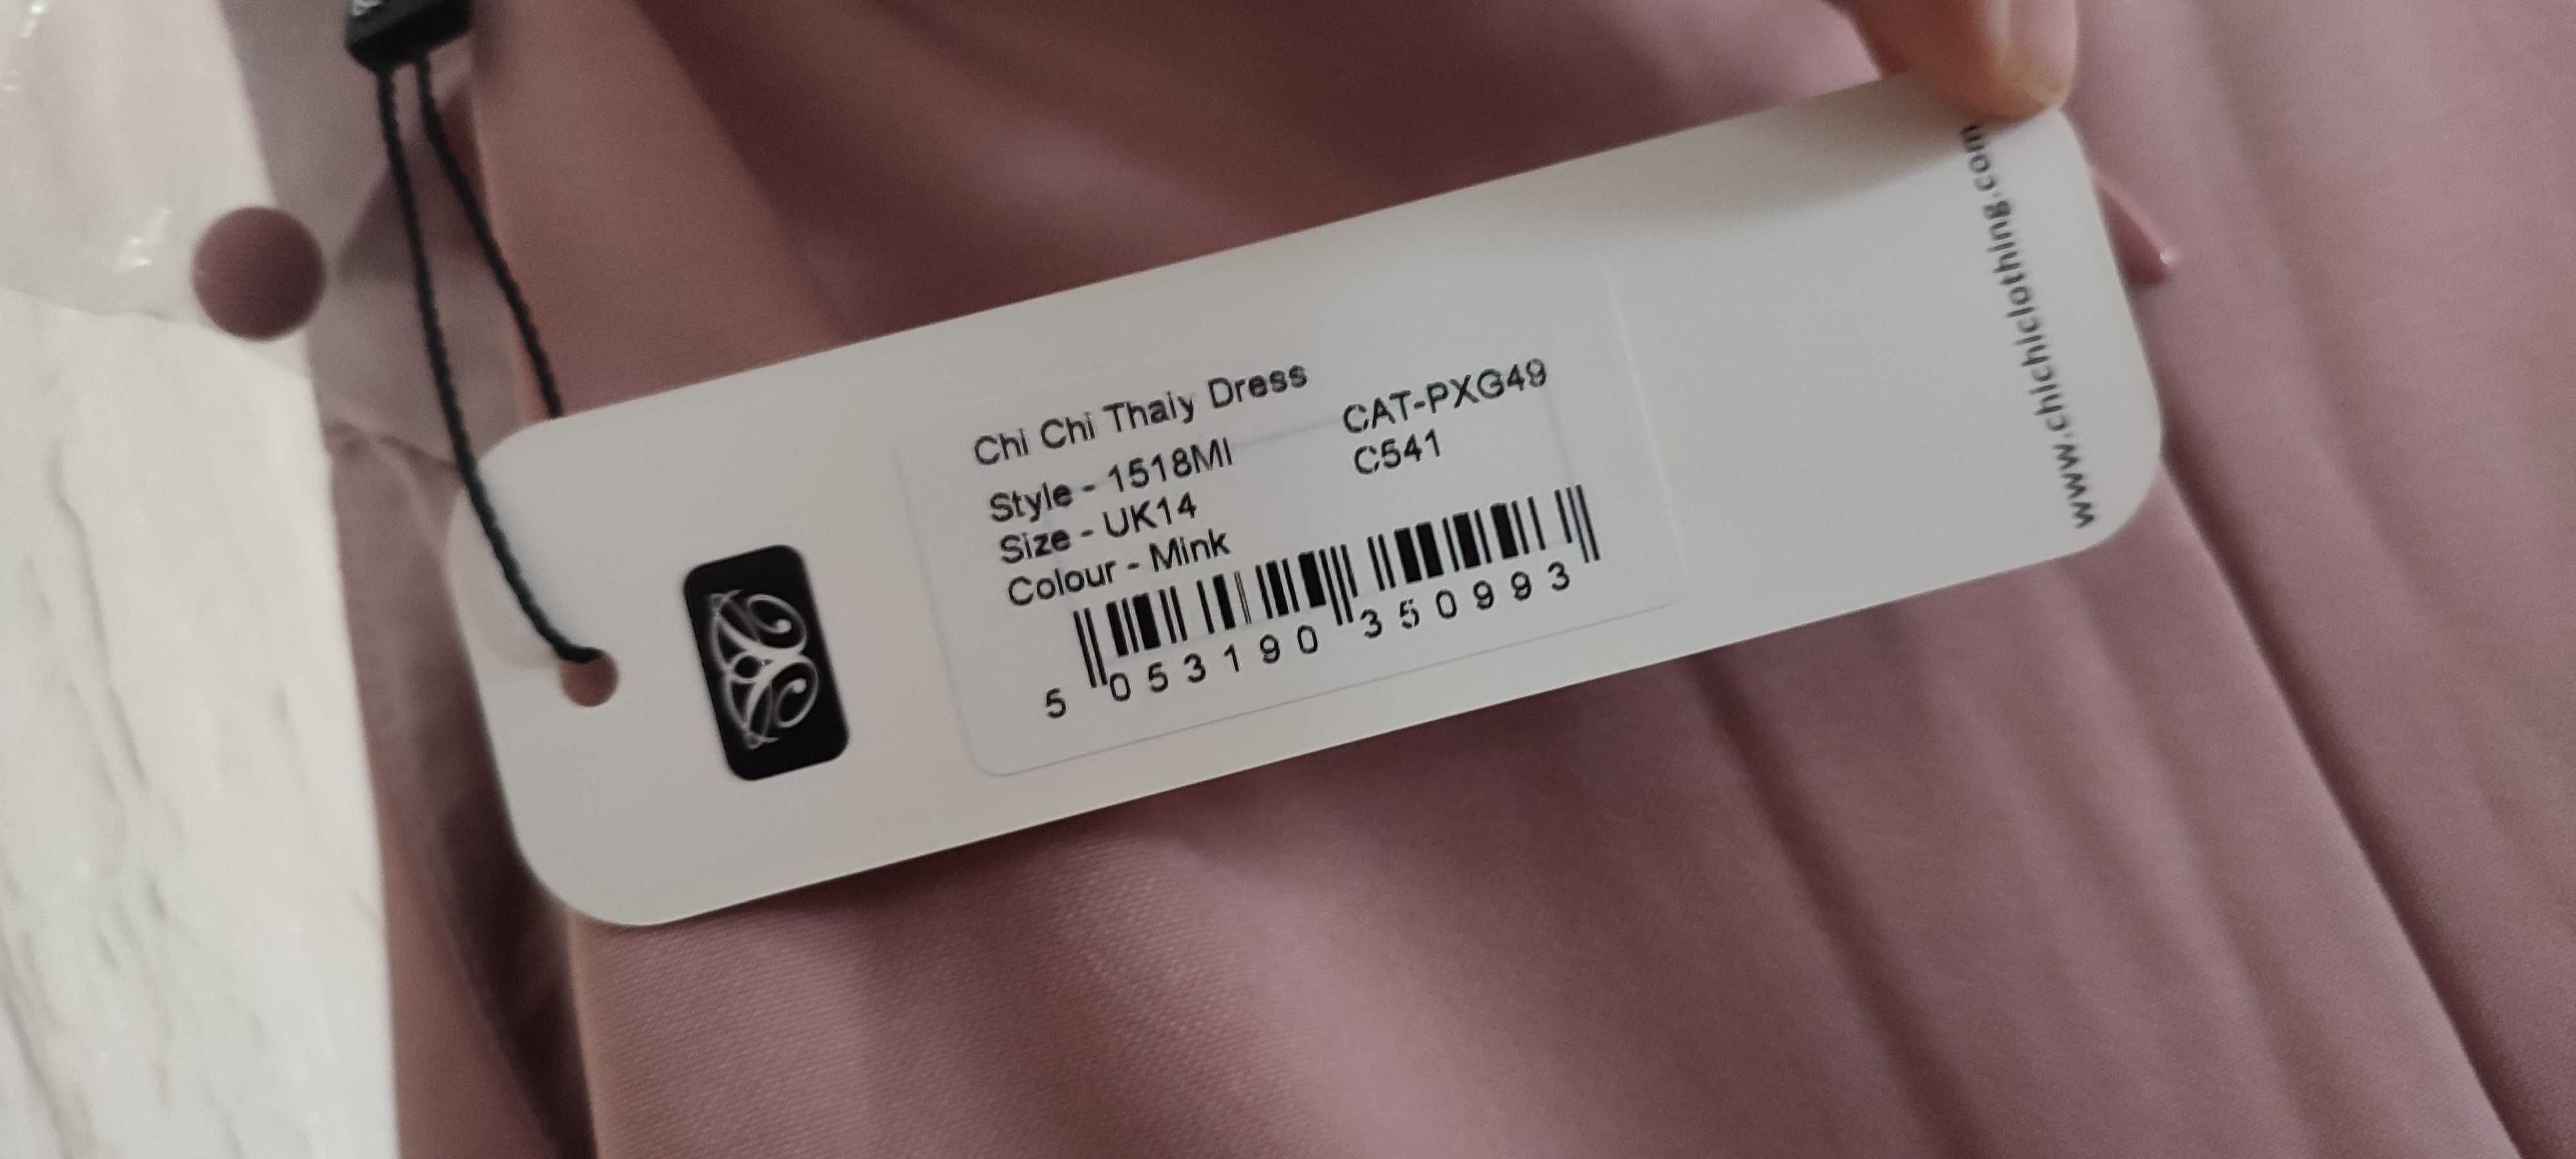 Chi Chi Thaly Dress
Style - 1518MI CAT-PXG49
Size - UK14 C541
Colour - Mink
5 053190 350993
www.chichiclothing.com